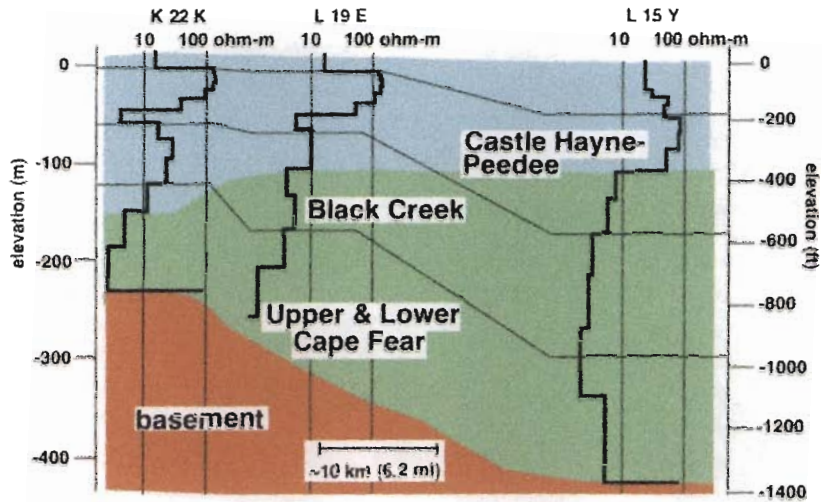 K 22 K
L 19 E
L 15 Y
10 100 ohm-m
10 100 ohm-m
10 100 ohm-m
0
-100
-200
-300
-400
elevation (m)
0
-200
-400
-600
-800
-1000
-1200
-1400
elevation (ft)
Castle Hayne-
Peedee
Black Creek
Upper & Lower
Cape Fear
basement
~10 km (6.2 mi)